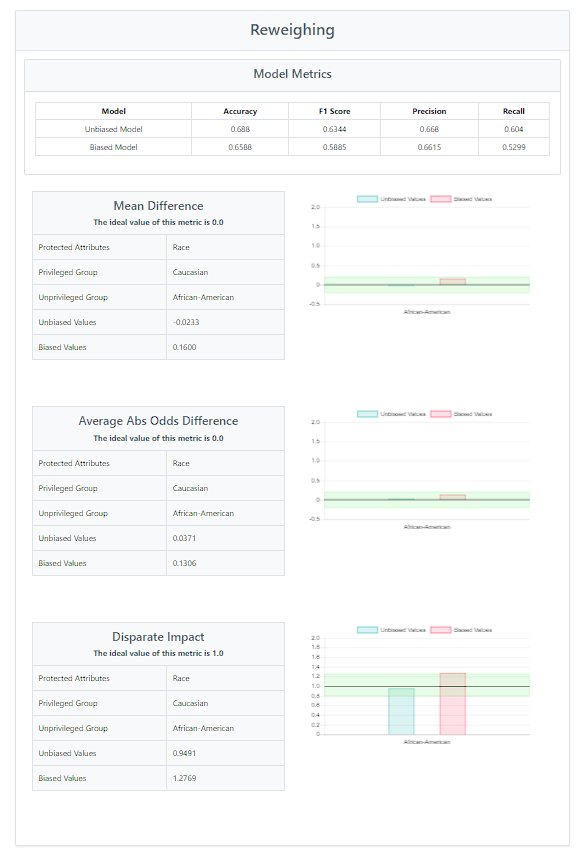 Reweighing
Model Metrics
Model Accuracy F1 Score Precision Recall
Unbiased Model 0.688 0.6344 0.668 0.604
Biased Model 0.6588 0.5885 0.6615 0.5299
Mean Difference
The ideal value of this metric is 0.0
Protected Attributes Race
Privileged Group Caucasian
Unprivileged Group African-American
Unbiased Values -0.0233
Biased Values 0.1600
Unbiased Values Biased Values
2.0
1.5
1.0
0.5
0
-0.5
African-American
Average Abs Odds Difference
The ideal value of this metric is 0.0
Protected Attributes Race
Privileged Group Caucasian
Unprivileged Group African-American
Unbiased Values 0.0371
Biased Values 0.1306
Unbiased Values Biased Values
2.0
1.5
1.0
0.5
0
-0.5
African-American
Disparate Impact
The ideal value of this metric is 1.0
Protected Attributes Race
Privileged Group Caucasian
Unprivileged Group African-American
Unbiased Values 0.9491
Biased Values 1.2769
Unbiased Values Biased Values
2.0
1.8
1.6
1.4
1.2
1.0
0.8
0.6
0.4
0.2
0
African-American